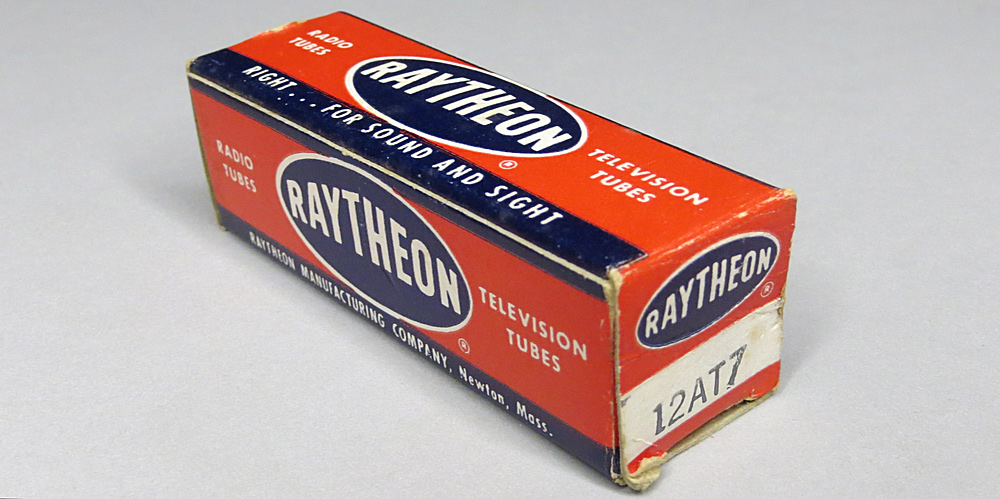 RADIO
TUBES
RAYTHEON
®
TELEVISION
TUBES
RIGHT...FOR SOUND AND SIGHT
RADIO
TUBES
RAYTHEON
®
TELEVISION
TUBES
RAYTHEON MANUFACTURING COMPANY, Newton, Mass.
RAYTHEON
®
12AT7